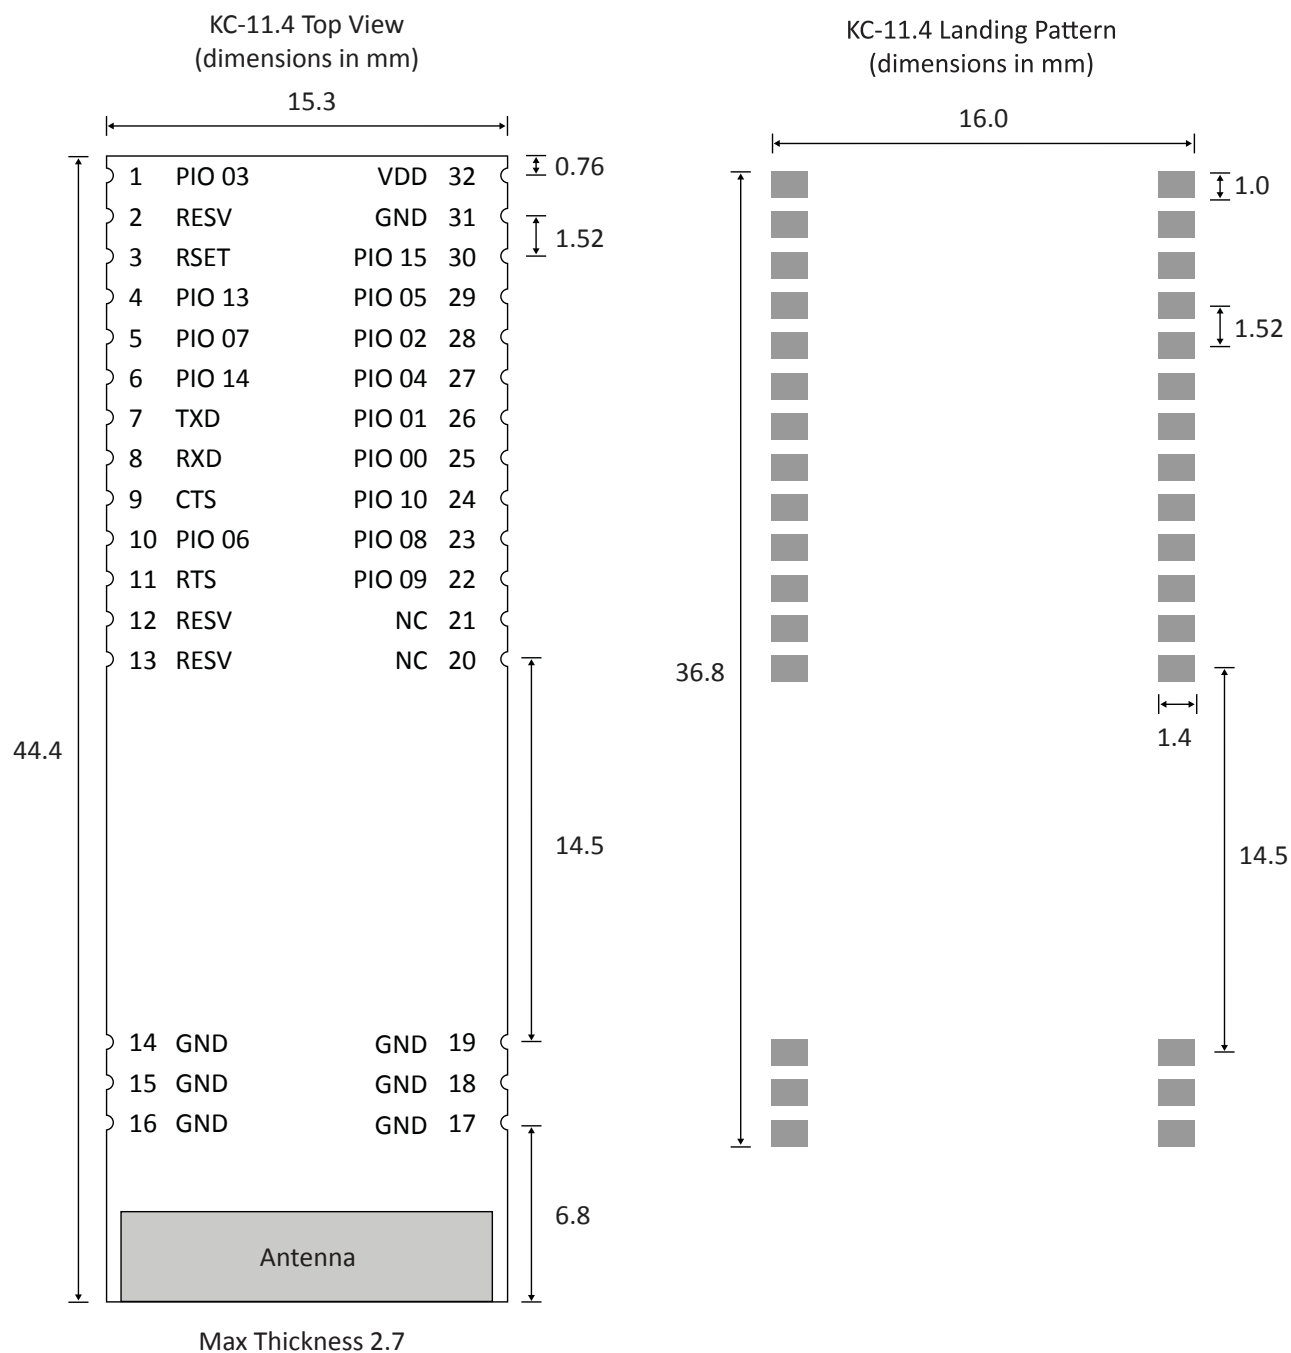 KC-11.4 Top View
(dimensions in mm)
15.3
0.76
1 PIO 03 VDD 32
2 RESV GND 31
1.52
3 RSET PIO 15 30
4 PIO 13 PIO 05 29
5 PIO 07 PIO 02 28
6 PIO 14 PIO 04 27
7 TXD PIO 01 26
8 RXD PIO 00 25
9 CTS PIO 10 24
10 PIO 06 PIO 08 23
11 RTS PIO 09 22
12 RESV NC 21
13 RESV NC 20
44.4
14.5
14 GND GND 19
15 GND GND 18
16 GND GND 17
6.8
Antenna
Max Thickness 2.7
KC-11.4 Landing Pattern
(dimensions in mm)
16.0
1.0
1.52
36.8
1.4
14.5